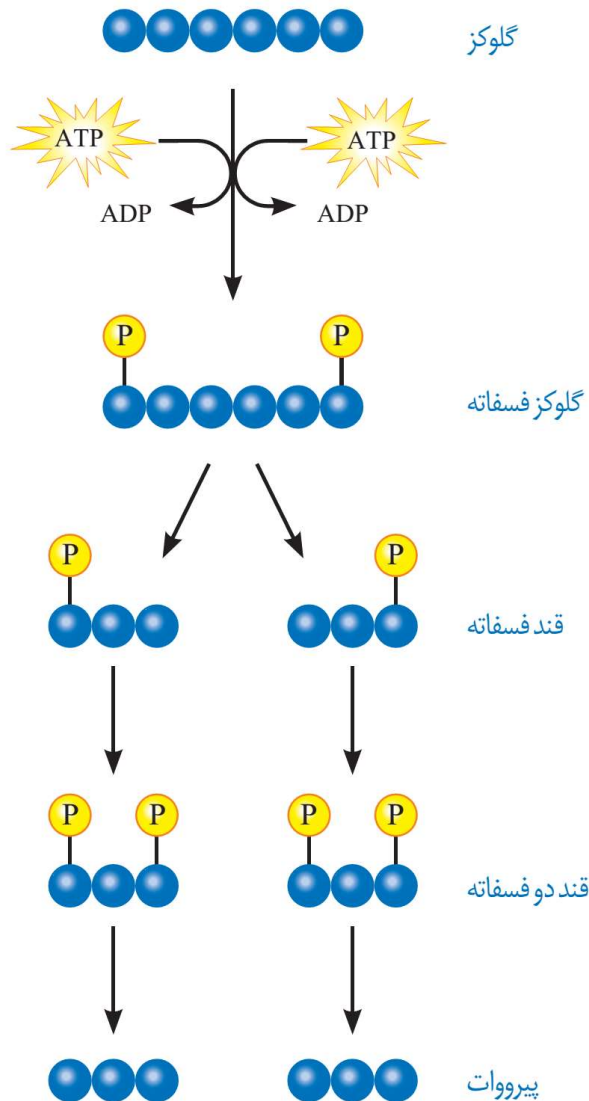 گلوکز
ATP ATP
ADP ADP
P P
گلوکز فسفاته
P P
قند فسفاته
P P P P
قند دو فسفاته
پیرووات